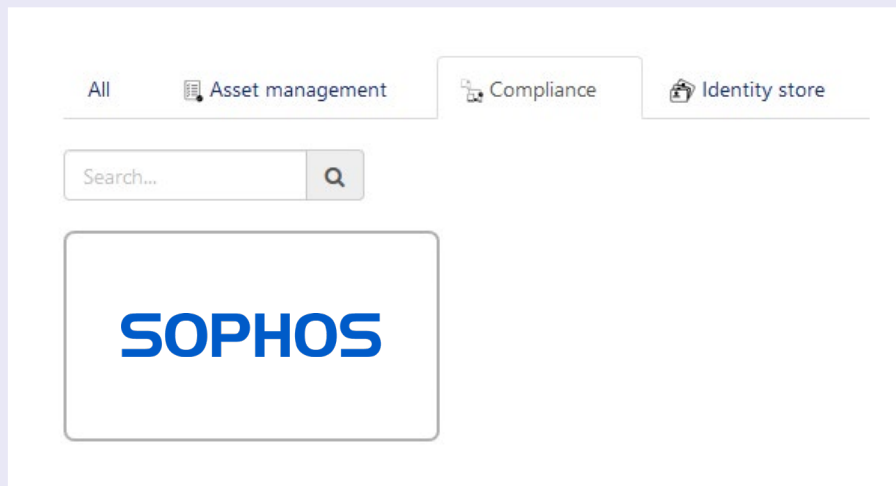 All Asset management Compliance Identity store
Search...
SOPHOS